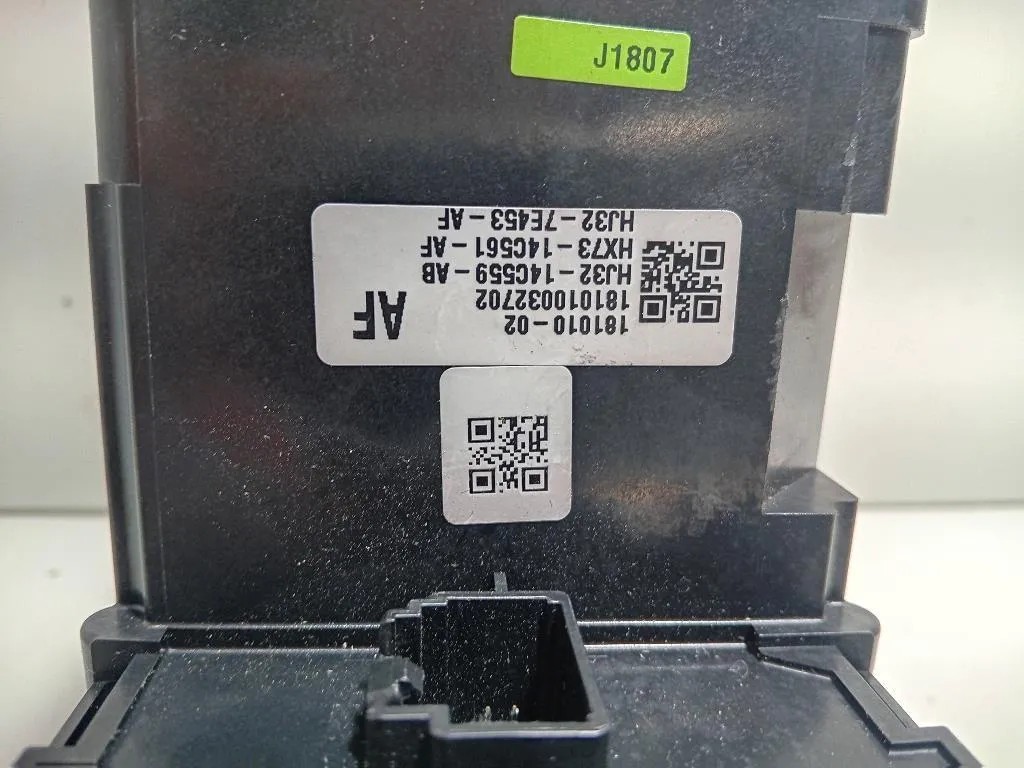 J1807
181010-02
181010032702
HJ32-14C559-AB
HX73-14C561-AF
HJ32-7E453-AF
AF